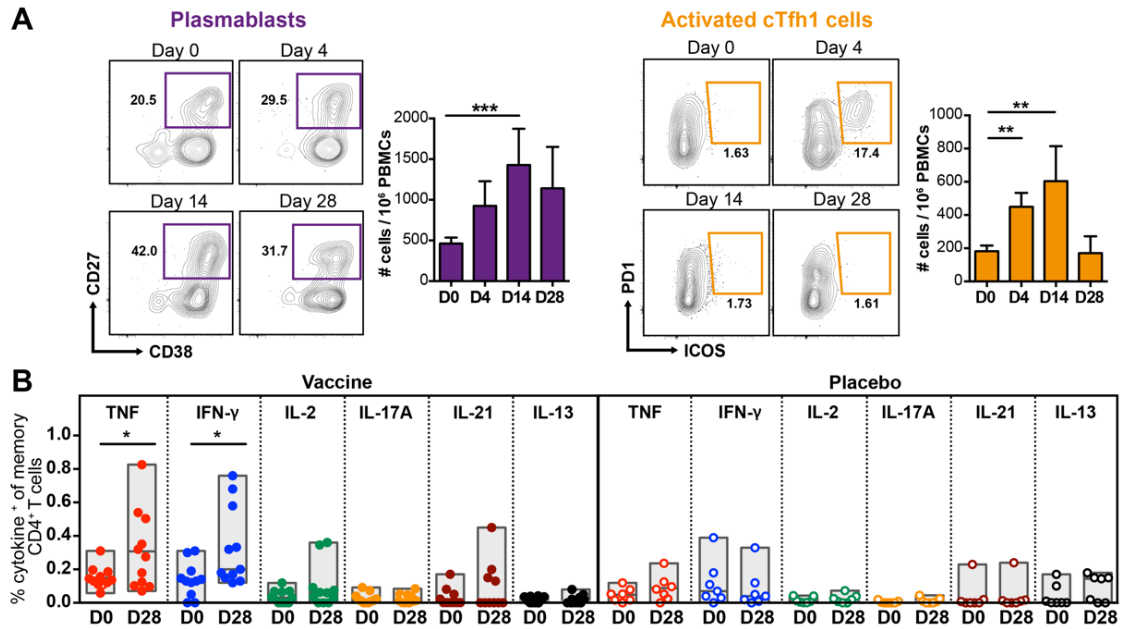 A
Plasmablasts
Activated cTfh1 cells
Day 0 Day 4
20.5 29.5
Day 14 Day 28
42.0 31.7
CD27
CD38
***
# cells / 10⁶ PBMCs
2000
1500
1000
500
0
D0 D4 D14 D28
Day 0 Day 4
1.63 17.4
Day 14 Day 28
1.73 1.61
PD1
ICOS
**
**
# cells / 10⁶ PBMCs
1000
800
600
400
200
0
D0 D4 D14 D28
B
Vaccine Placebo
TNF IFN-γ IL-2 IL-17A IL-21 IL-13 TNF IFN-γ IL-2 IL-17A IL-21 IL-13
* *
% cytokine⁺ of memory
CD4⁺ T cells
1.0
0.8
0.6
0.4
0.2
0.0
D0 D28 D0 D28 D0 D28 D0 D28 D0 D28 D0 D28 D0 D28 D0 D28 D0 D28 D0 D28 D0 D28 D0 D28